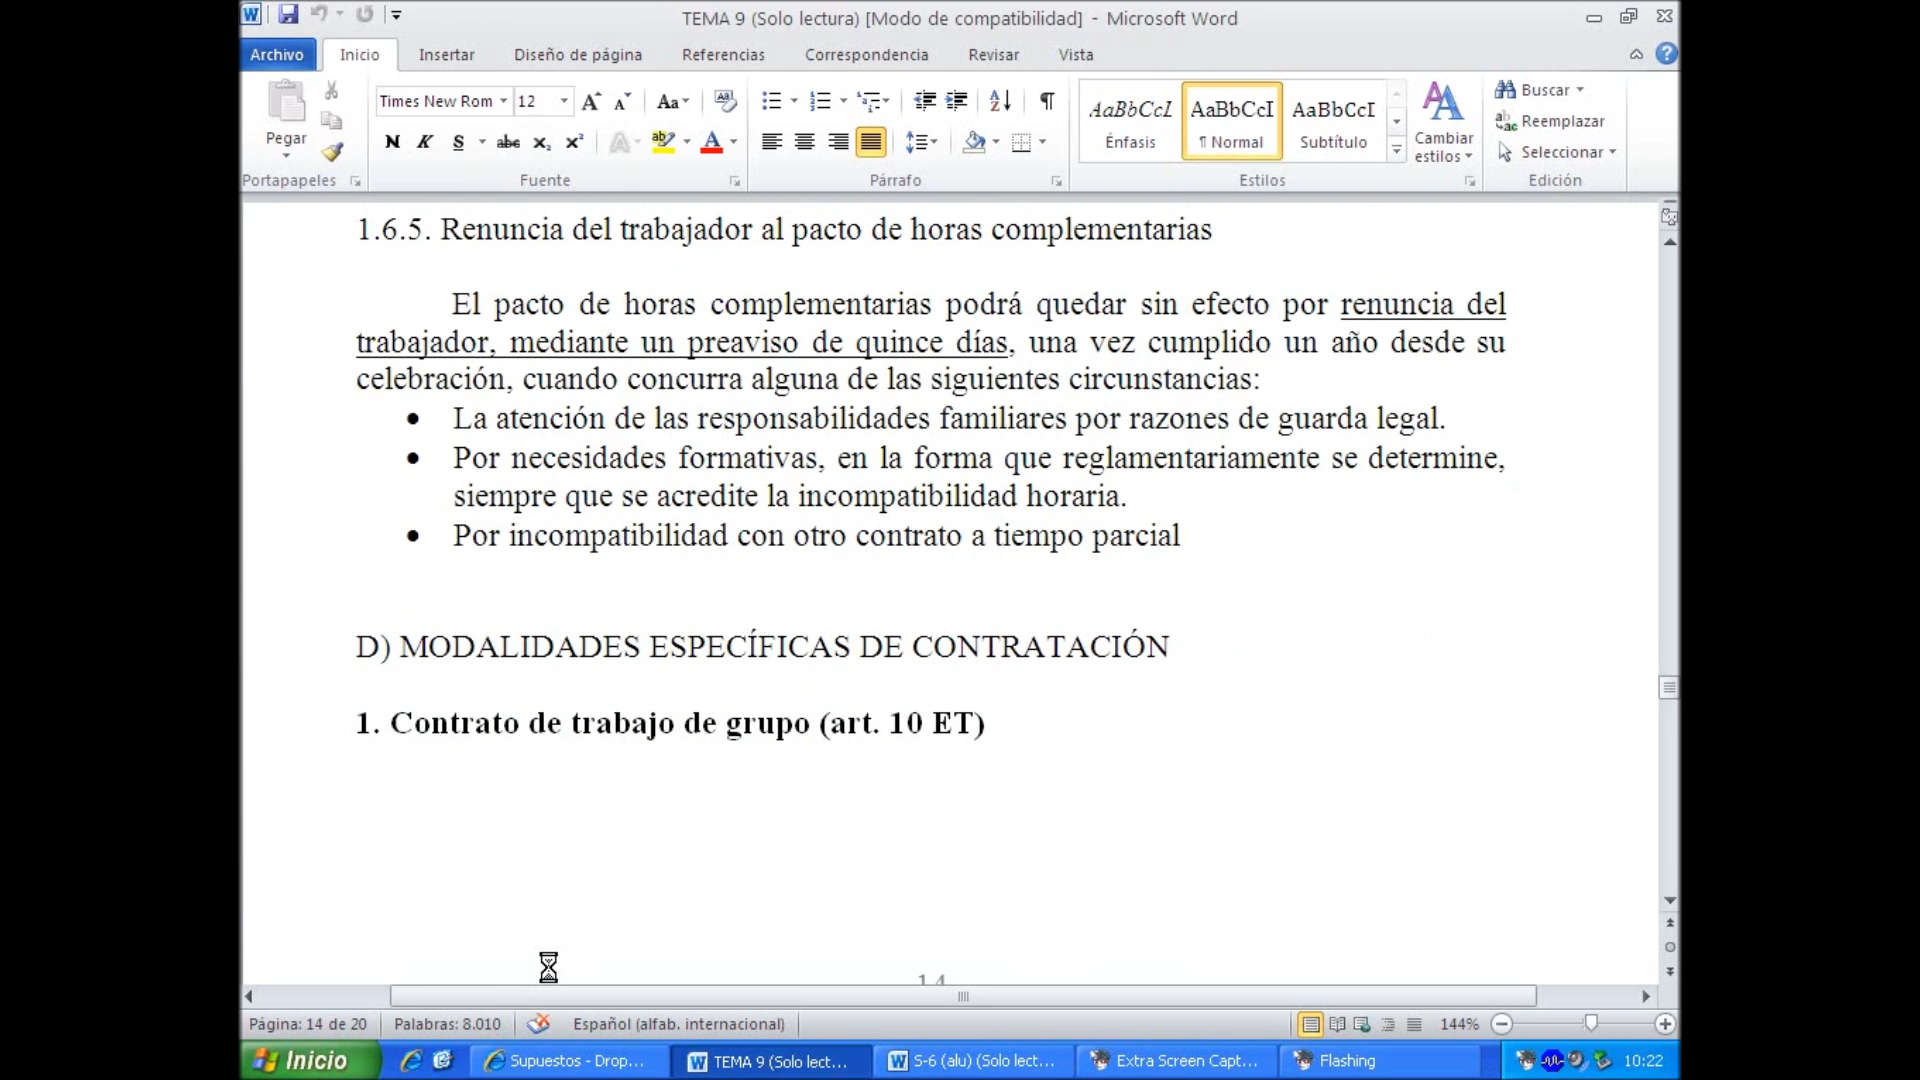 TEMA 9 (Solo lectura) [Modo de compatibilidad] - Microsoft Word
Archivo Inicio Insertar Diseño de página Referencias Correspondencia Revisar Vista
Times New Rom 12 Aa
AaBbCcI AaBbCcI AaBbCcI
Buscar
Reemplazar
Seleccionar
Pegar
N K S abc x₂ x²
Énfasis ¶ Normal Subtítulo
Cambiar estilos
Portapapeles Fuente Párrafo Estilos Edición
1.6.5. Renuncia del trabajador al pacto de horas complementarias
El pacto de horas complementarias podrá quedar sin efecto por renuncia del
trabajador, mediante un preaviso de quince días, una vez cumplido un año desde su
celebración, cuando concurra alguna de las siguientes circunstancias:
• La atención de las responsabilidades familiares por razones de guarda legal.
• Por necesidades formativas, en la forma que reglamentariamente se determine,
siempre que se acredite la incompatibilidad horaria.
• Por incompatibilidad con otro contrato a tiempo parcial
D) MODALIDADES ESPECÍFICAS DE CONTRATACIÓN
1. Contrato de trabajo de grupo (art. 10 ET)
14
Página: 14 de 20 Palabras: 8.010 Español (alfab. internacional) 144%
Inicio Supuestos - Drop... TEMA 9 (Solo lect... S-6 (alu) (Solo lect... Extra Screen Capt... Flashing 10:22